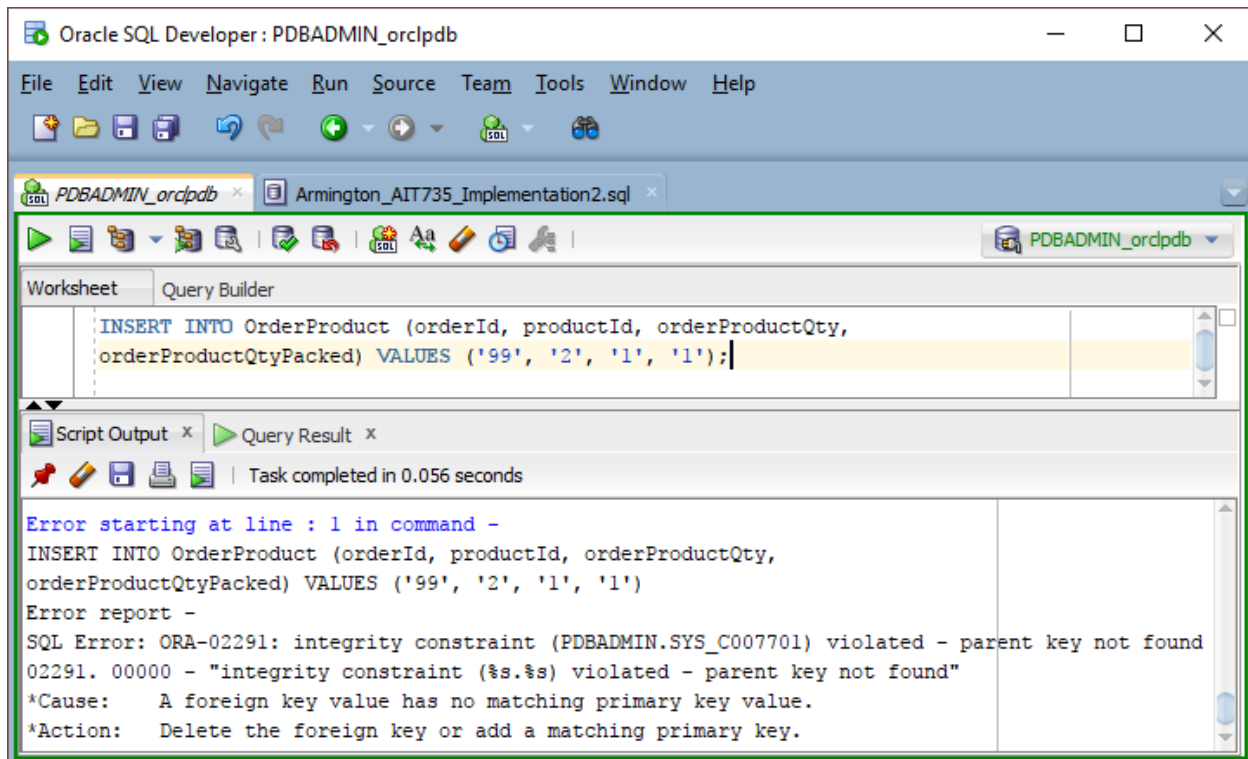 Oracle SQL Developer : PDBADMIN_orclpdb
File Edit View Navigate Run Source Team Tools Window Help
SQL
PDBADMIN_orclpdb Armington_AIT735_Implementation2.sql
SQL Aa PDBADMIN_orclpdb
Worksheet Query Builder
INSERT INTO OrderProduct (orderId, productId, orderProductQty,
orderProductQtyPacked) VALUES ('99', '2', '1', '1');
Script Output x Query Result x
Task completed in 0.056 seconds
Error starting at line : 1 in command -
INSERT INTO OrderProduct (orderId, productId, orderProductQty,
orderProductQtyPacked) VALUES ('99', '2', '1', '1')
Error report -
SQL Error: ORA-02291: integrity constraint (PDBADMIN.SYS_C007701) violated - parent key not found
02291. 00000 - "integrity constraint (%s.%s) violated - parent key not found"
*Cause: A foreign key value has no matching primary key value.
*Action: Delete the foreign key or add a matching primary key.